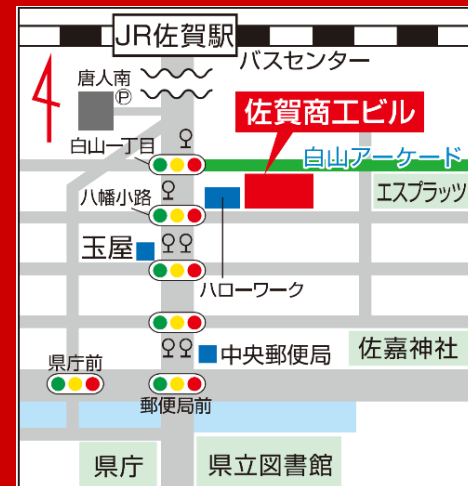 JR佐賀駅
バスセンター
唐人南
P
佐賀商工ビル
白山一丁目
白山アーケード
八幡小路
エスプラッツ
玉屋
ハローワーク
中央郵便局
佐嘉神社
県庁前
郵便局前
県庁
県立図書館